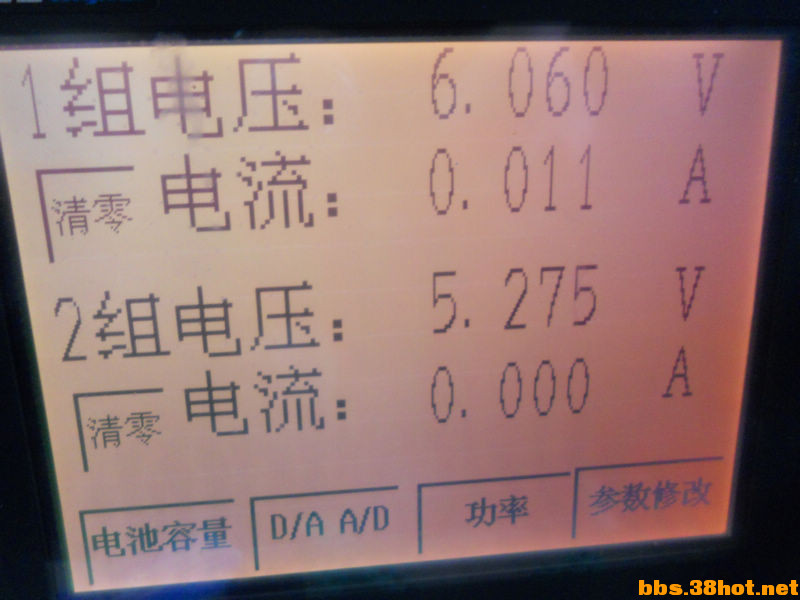 1组电压: 6.060 V
清零 电流: 0.011 A
2组电压: 5.275 V
清零 电流: 0.000 A
电池容量 D/A A/D 功率 参数修改
bbs.38hot.net